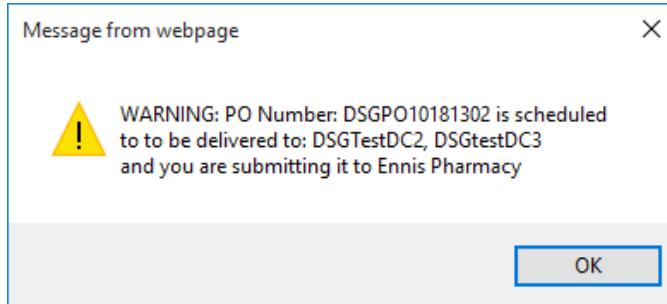 Message from webpage
WARNING: PO Number: DSGPO10181302 is scheduled
to to be delivered to: DSGTestDC2, DSGtestDC3
and you are submitting it to Ennis Pharmacy
OK